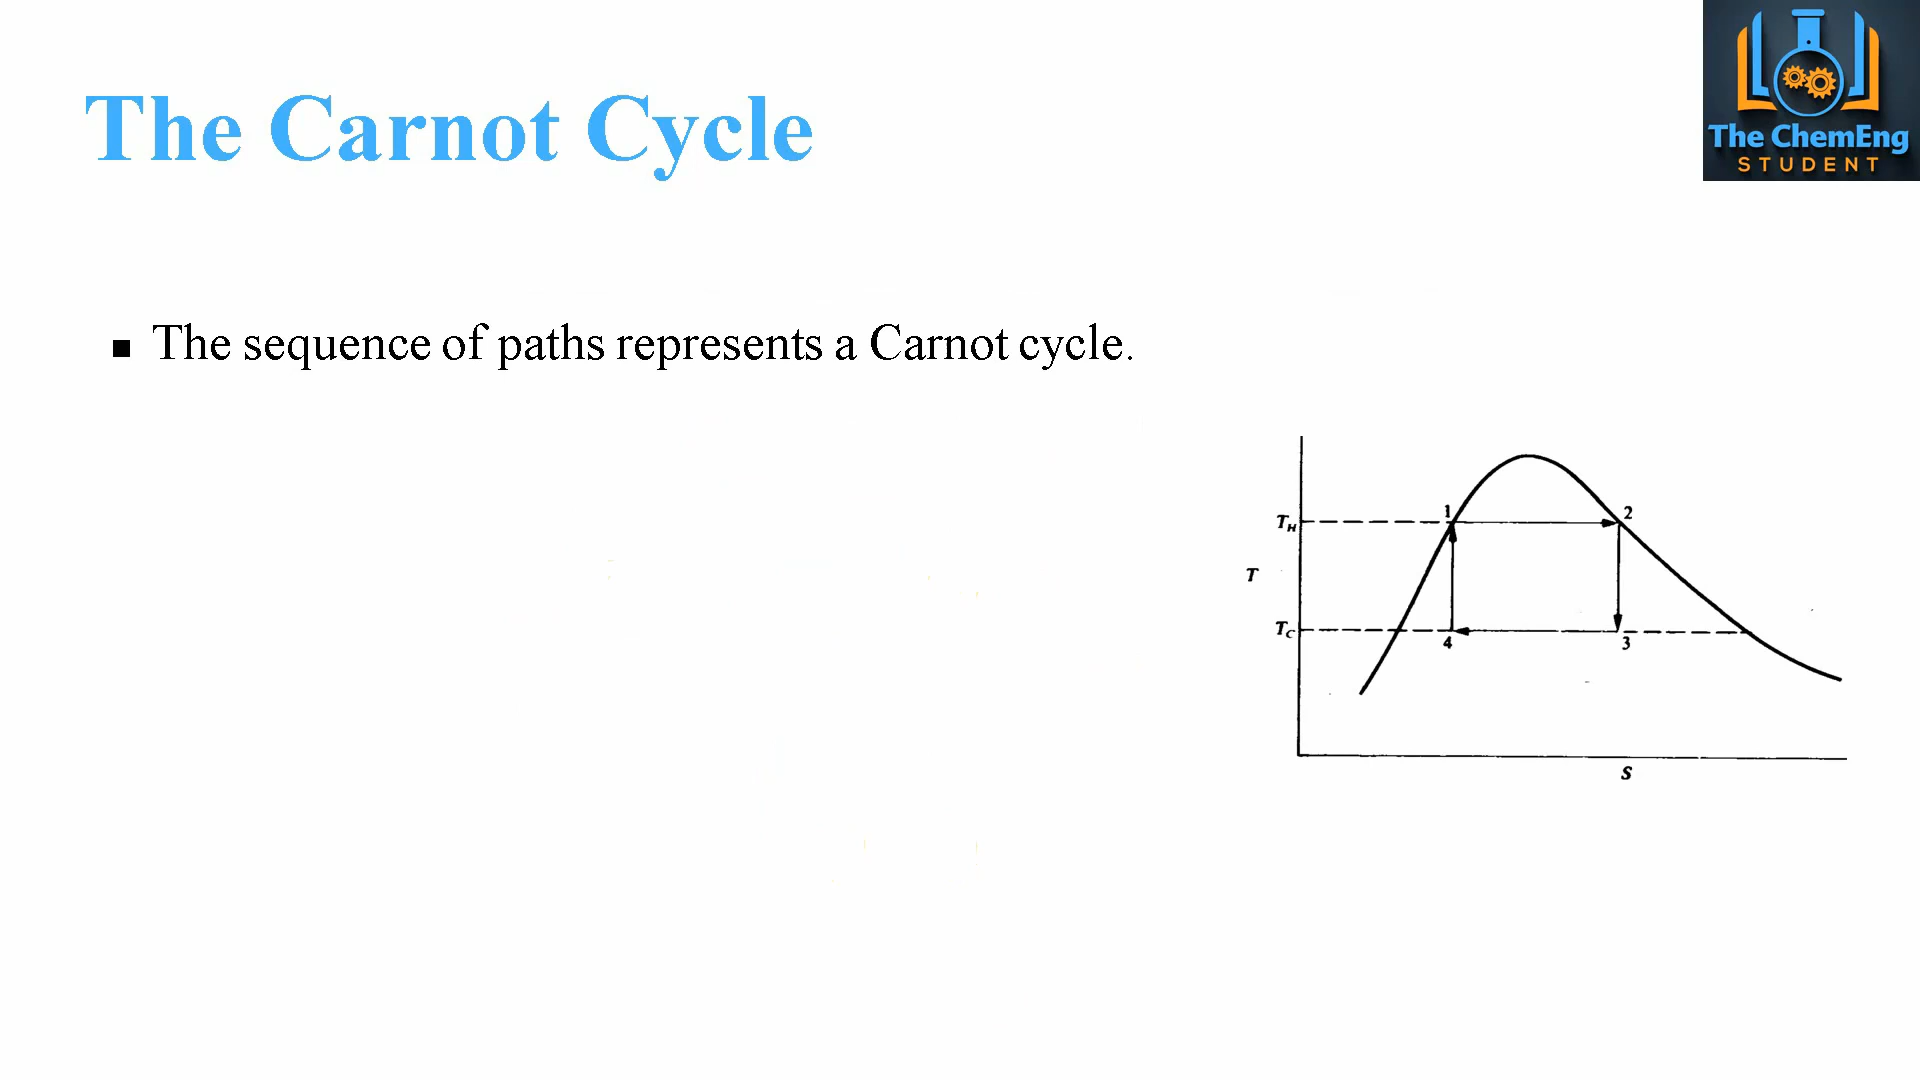 The Carnot Cycle
The ChemEng
STUDENT
▪ The sequence of paths represents a Carnot cycle.
1
2
T_H
T
T_C
4
3
S